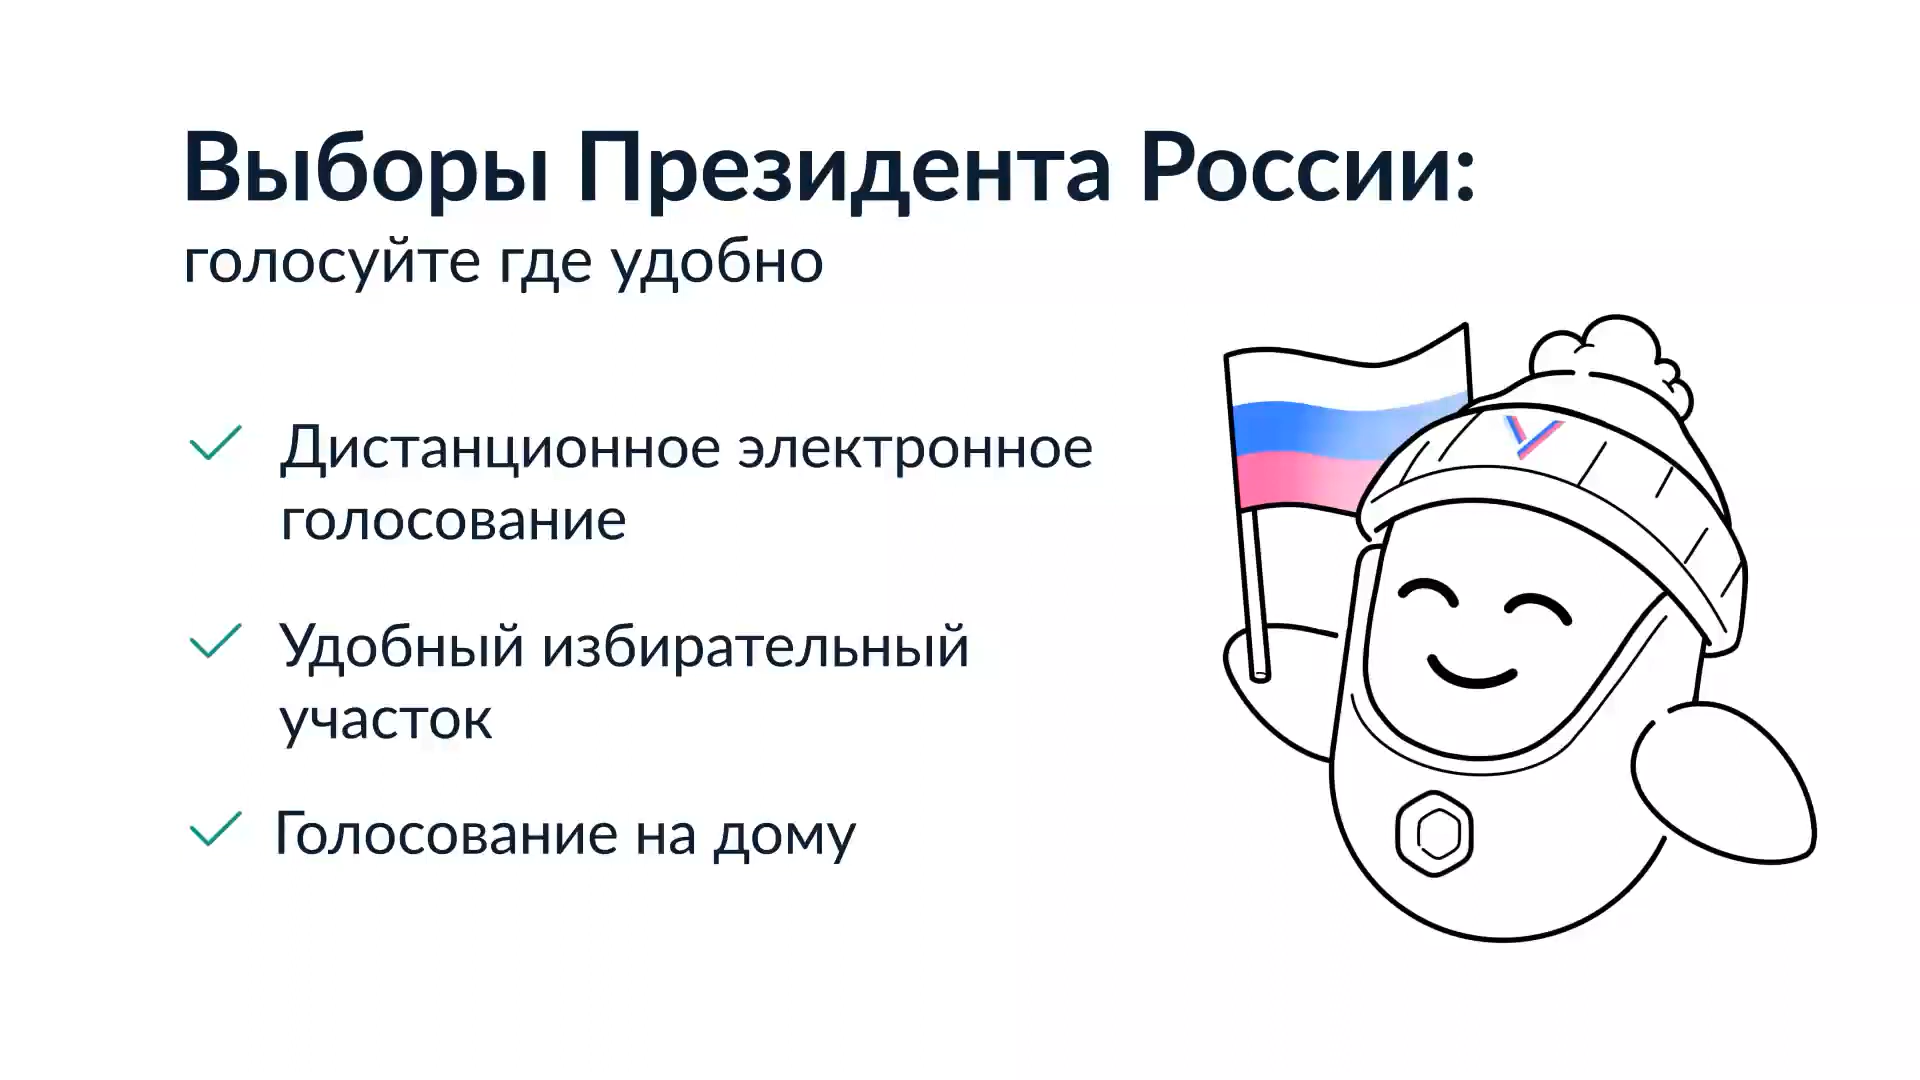 Выборы Президента России:
голосуйте где удобно
Дистанционное электронное
голосование
Удобный избирательный
участок
Голосование на дому